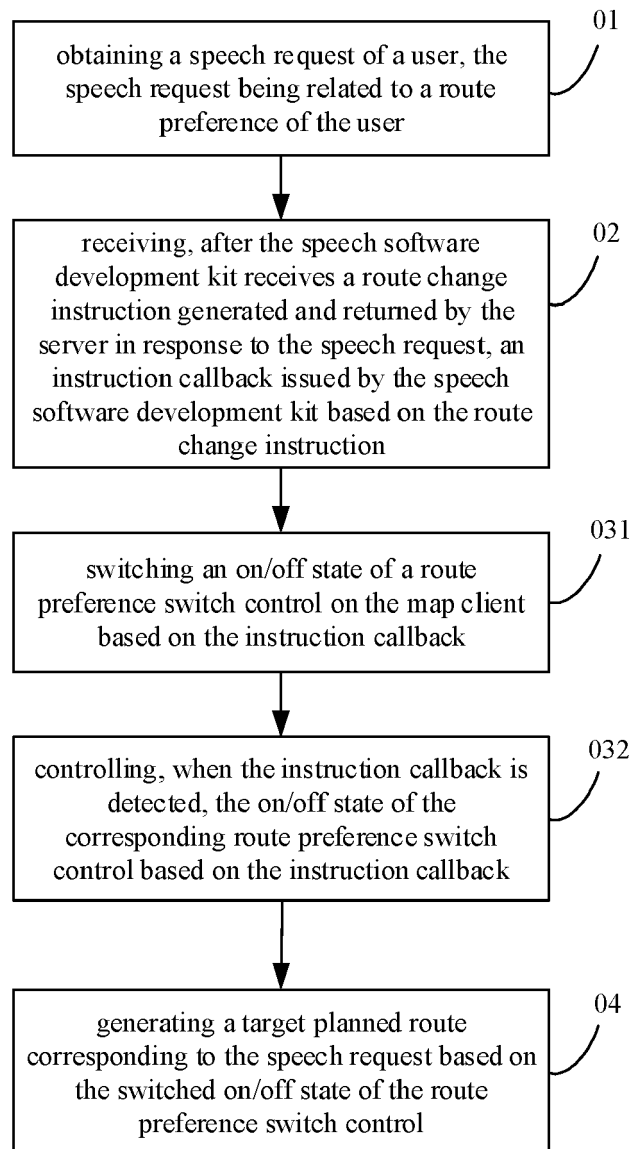 01
obtaining a speech request of a user, the
speech request being related to a route
preference of the user
02
receiving, after the speech software
development kit receives a route change
instruction generated and returned by the
server in response to the speech request, an
instruction callback issued by the speech
software development kit based on the route
change instruction
031
switching an on/off state of a route
preference switch control on the map client
based on the instruction callback
032
controlling, when the instruction callback is
detected, the on/off state of the
corresponding route preference switch
control based on the instruction callback
04
generating a target planned route
corresponding to the speech request based on
the switched on/off state of the route
preference switch control